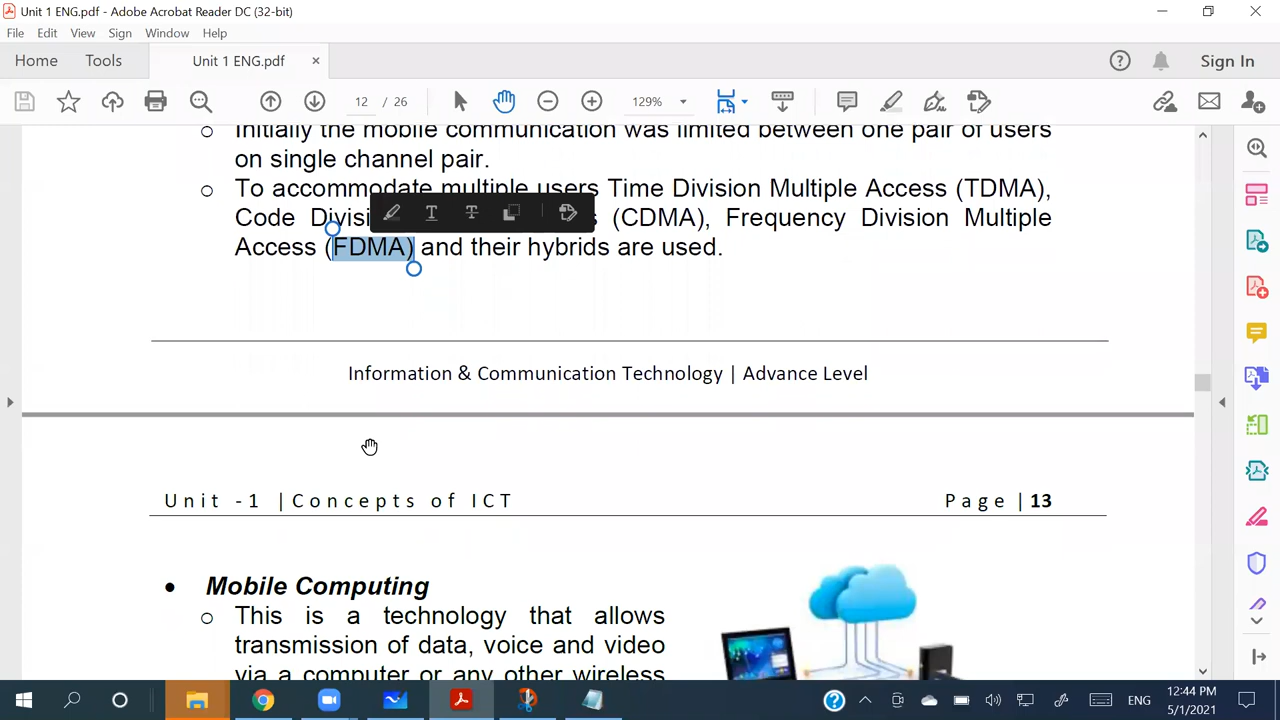 Unit 1 ENG.pdf - Adobe Acrobat Reader DC (32-bit)
File Edit View Sign Window Help
Home Tools Unit 1 ENG.pdf × Sign In
12 / 26 129%
Initially the mobile communication was limited between one pair of users
on single channel pair.
To accommodate multiple users Time Division Multiple Access (TDMA),
Code (CDMA), Frequency Division Multiple
Access (FDMA) and their hybrids are used.
Information & Communication Technology | Advance Level
Unit -1 |Concepts of ICT Page |13
• Mobile Computing
This is a technology that allows
transmission of data, voice and video
via a computer or any other wireless
ENG 12:44 PM
5/1/2021